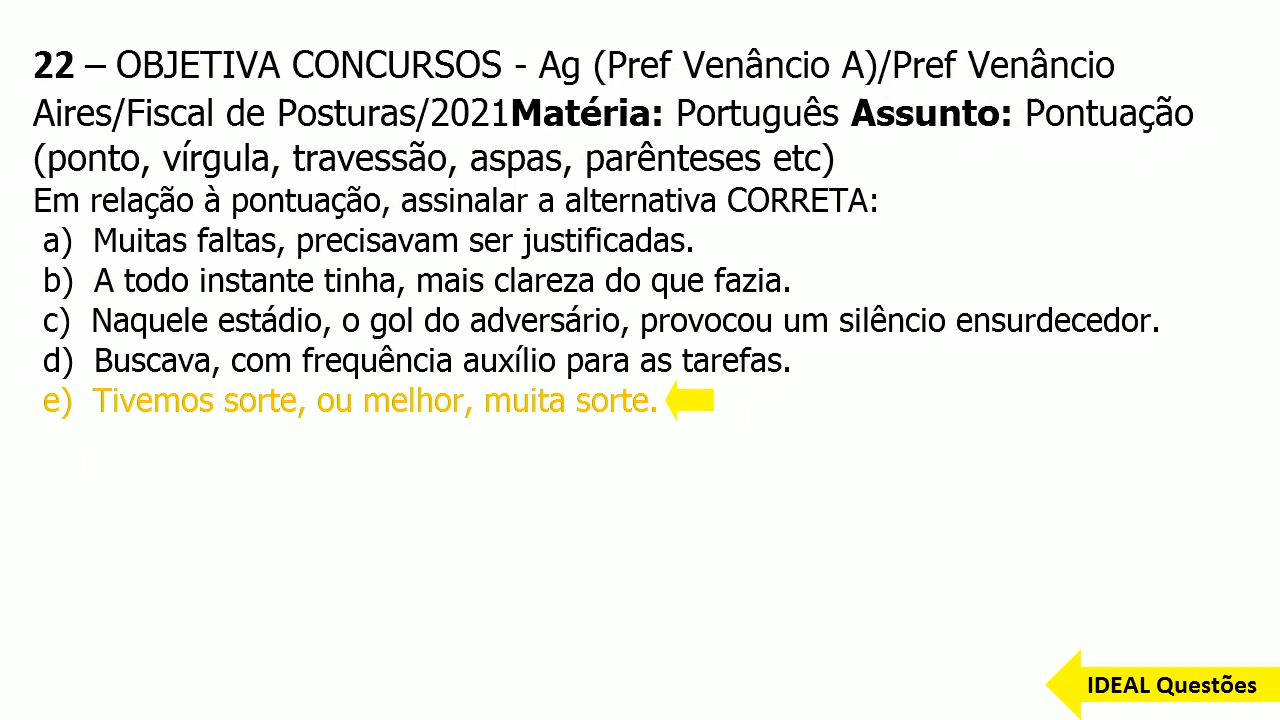 22 – OBJETIVA CONCURSOS - Ag (Pref Venâncio A)/Pref Venâncio
Aires/Fiscal de Posturas/2021Matéria: Português Assunto: Pontuação
(ponto, vírgula, travessão, aspas, parênteses etc)
Em relação à pontuação, assinalar a alternativa CORRETA:
a) Muitas faltas, precisavam ser justificadas.
b) A todo instante tinha, mais clareza do que fazia.
c) Naquele estádio, o gol do adversário, provocou um silêncio ensurdecedor.
d) Buscava, com frequência auxílio para as tarefas.
e) Tivemos sorte, ou melhor, muita sorte.
IDEAL Questões